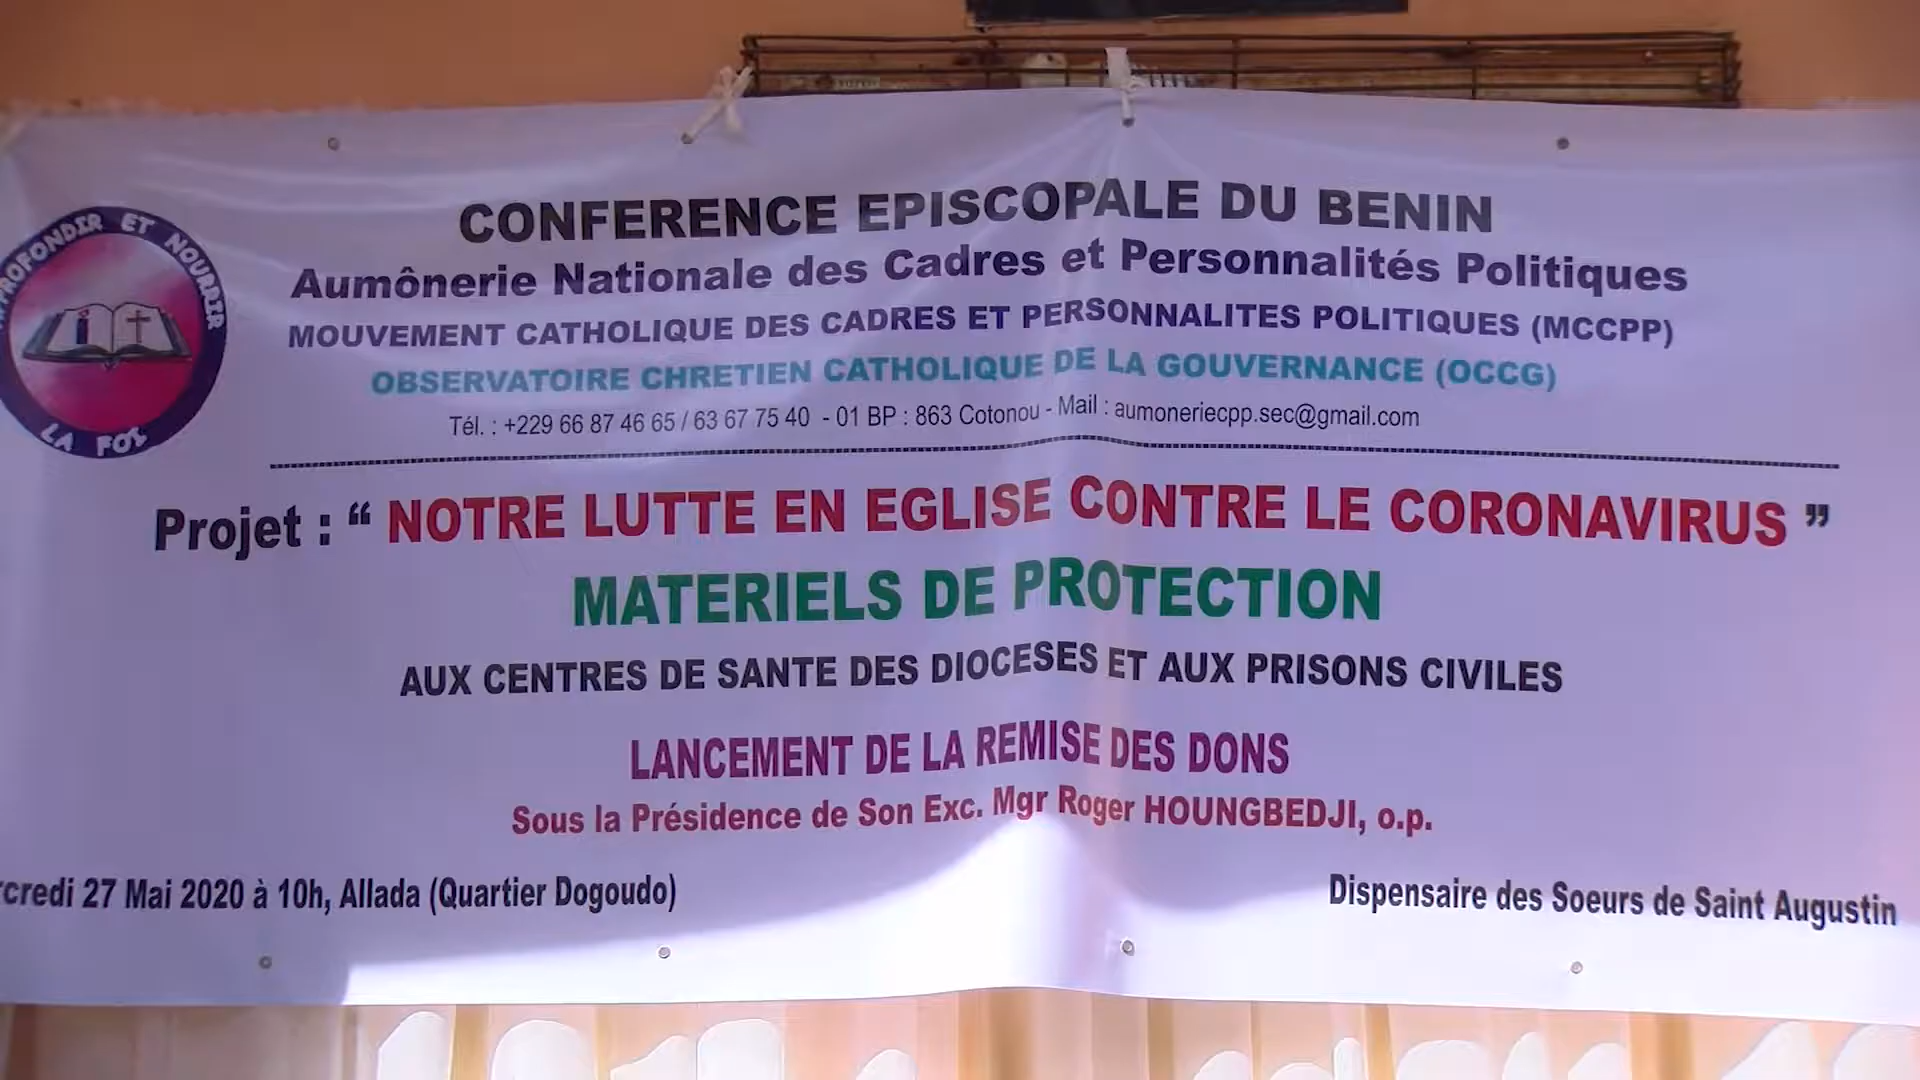 CONFERENCE EPISCOPALE DU BENIN
Aumônerie Nationale des Cadres et Personnalités Politiques
MOUVEMENT CATHOLIQUE DES CADRES ET PERSONNALITES POLITIQUES (MCCPP)
OBSERVATOIRE CHRETIEN CATHOLIQUE DE LA GOUVERNANCE (OCCG)
Tél. : +229 66 87 46 65 / 63 67 75 40 - 01 BP : 863 Cotonou - Mail : aumoneriecpp.sec@gmail.com
ET NOURRIR
LA FOI
Projet : “ NOTRE LUTTE EN EGLISE CONTRE LE CORONAVIRUS ”
MATERIELS DE PROTECTION
AUX CENTRES DE SANTE DES DIOCESES ET AUX PRISONS CIVILES
LANCEMENT DE LA REMISE DES DONS
Sous la Présidence de Son Exc. Mgr Roger HOUNGBEDJI, o.p.
credi 27 Mai 2020 à 10h, Allada (Quartier Dogoudo)
Dispensaire des Soeurs de Saint Augustin